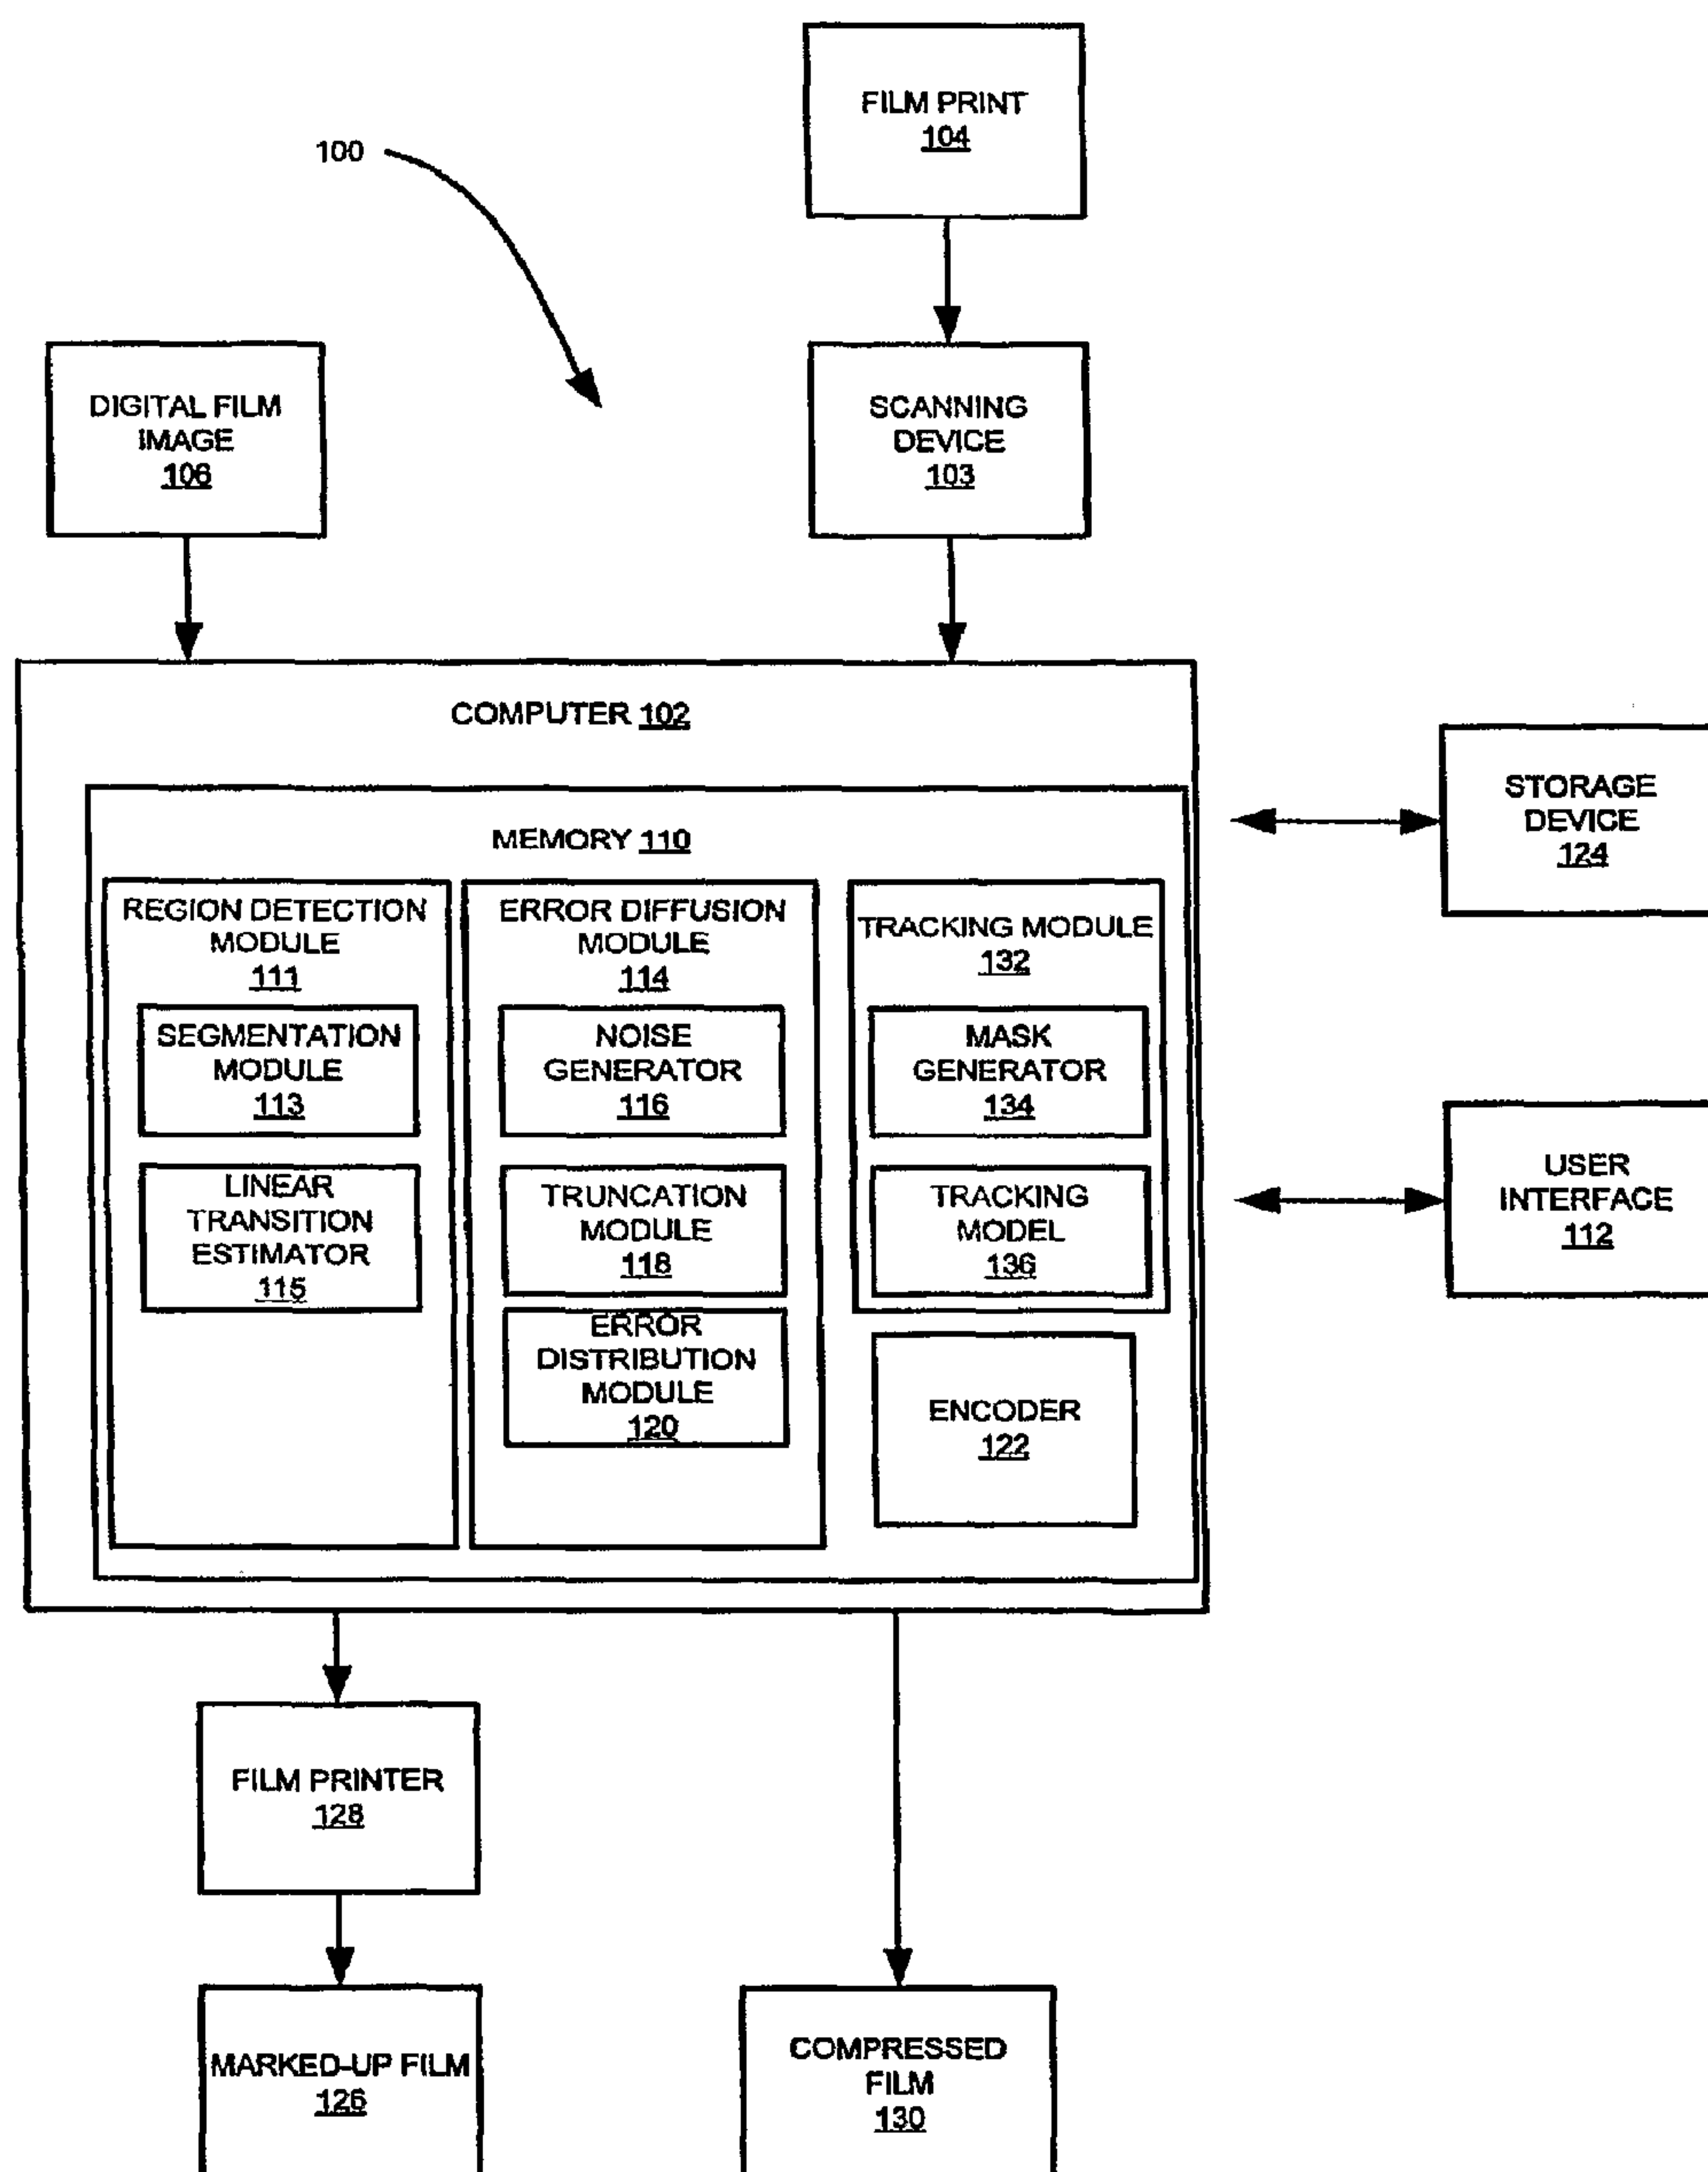 FILM PRINT
104
100
DIGITAL FILM
IMAGE
106
SCANNING
DEVICE
103
COMPUTER 102
MEMORY 110
REGION DETECTION
MODULE
111
SEGMENTATION
MODULE
113
LINEAR
TRANSITION
ESTIMATOR
115
ERROR DIFFUSION
MODULE
114
NOISE
GENERATOR
116
TRUNCATION
MODULE
118
ERROR
DISTRIBUTION
MODULE
120
TRACKING MODULE
132
MASK
GENERATOR
134
TRACKING
MODEL
136
ENCODER
122
STORAGE
DEVICE
124
USER
INTERFACE
112
FILM PRINTER
128
MARKED-UP FILM
126
COMPRESSED
FILM
130